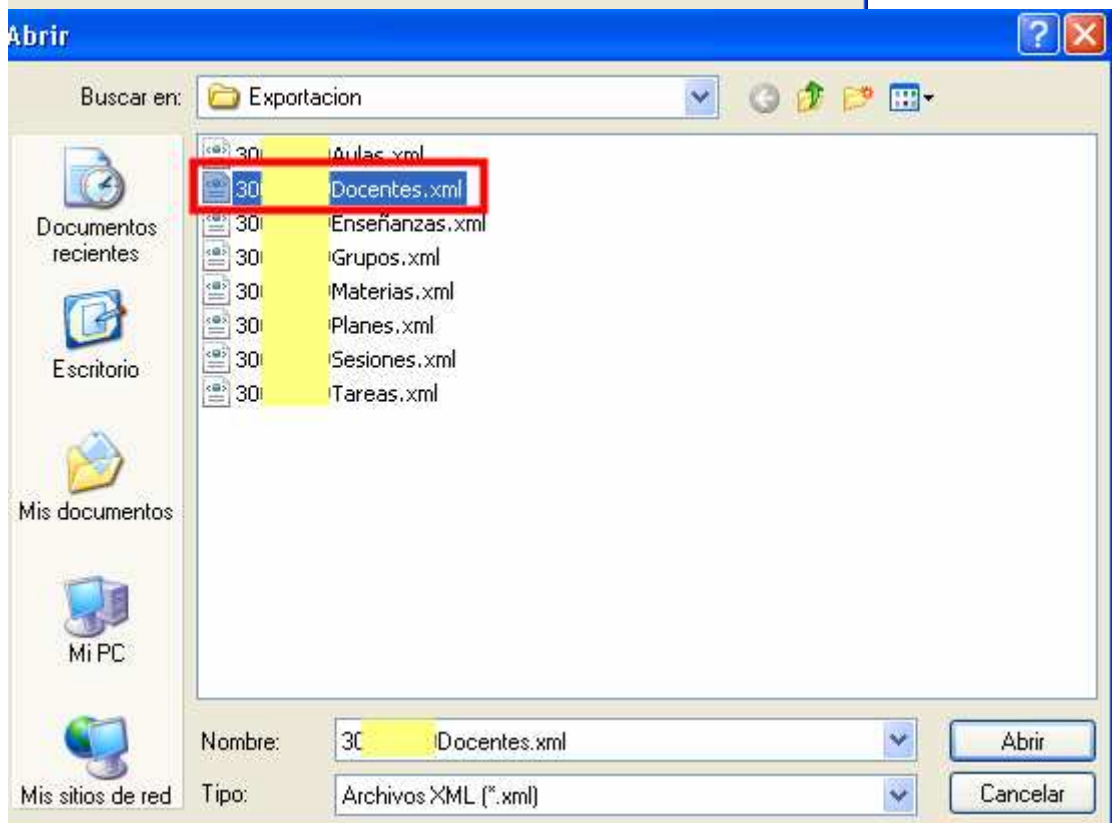 Abrir
Buscar en: Exportacion
30 Aulas.xml
30 Docentes.xml
30 Enseñanzas.xml
30 Grupos.xml
30 Materias.xml
30 Planes.xml
30 Sesiones.xml
30 Tareas.xml
Documentos
recientes
Escritorio
Mis documentos
Mi PC
Mis sitios de red
Nombre: 30 Docentes.xml Abrir
Tipo: Archivos XML (*.xml) Cancelar